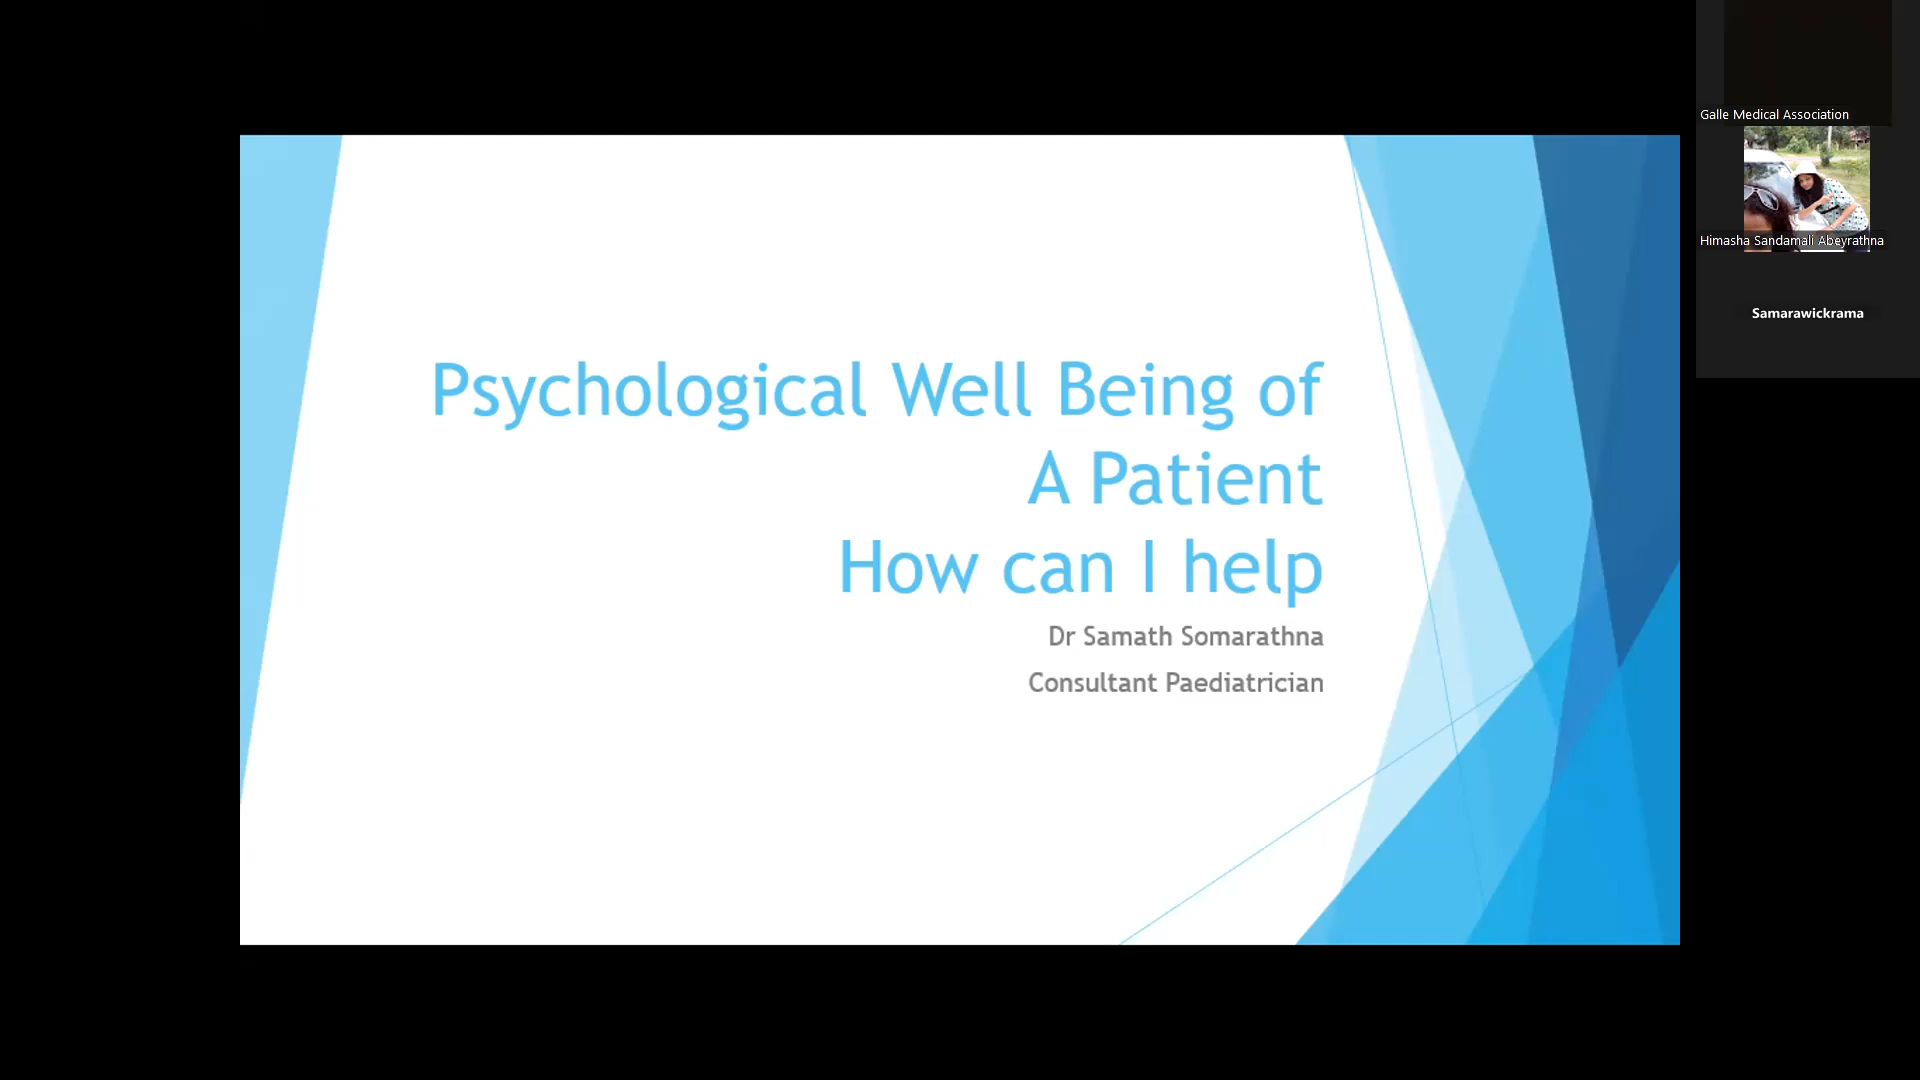 Psychological Well Being of
A Patient
How can I help
Dr Samath Somarathna
Consultant Paediatrician
Galle Medical Association
Himasha Sandamali Abeyrathna
Samarawickrama